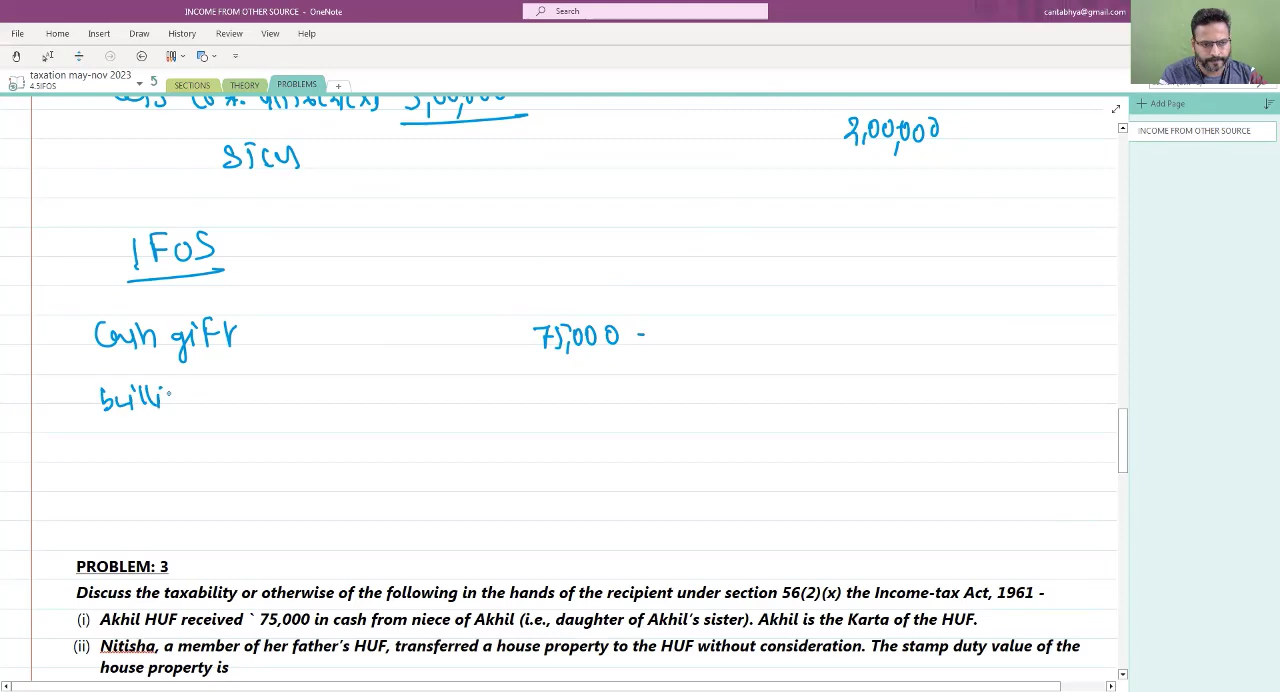 INCOME FROM OTHER SOURCE - OneNote
Search
cantabhya@gmail.com
File Home Insert Draw History Review View Help
taxation may-nov 2023
4.5IFOS
SECTIONS THEORY PROBLEMS +
Add Page
INCOME FROM OTHER SOURCE
2,00,000
STCG
IFOS
Cash gift 75,000 -
bulli
PROBLEM: 3
Discuss the taxability or otherwise of the following in the hands of the recipient under section 56(2)(x) the Income-tax Act, 1961 -
(i) Akhil HUF received ` 75,000 in cash from niece of Akhil (i.e., daughter of Akhil's sister). Akhil is the Karta of the HUF.
(ii) Nitisha, a member of her father's HUF, transferred a house property to the HUF without consideration. The stamp duty value of the
house property is